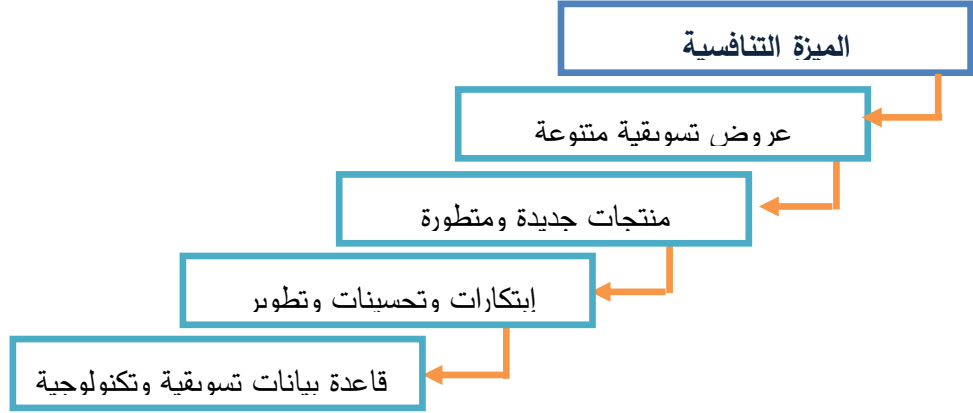 الميزة التنافسية
عروض تسويقية متنوعة
منتجات جديدة ومتطورة
إبتكارات وتحسينات وتطوير
قاعدة بيانات تسويقية وتكنولوجية